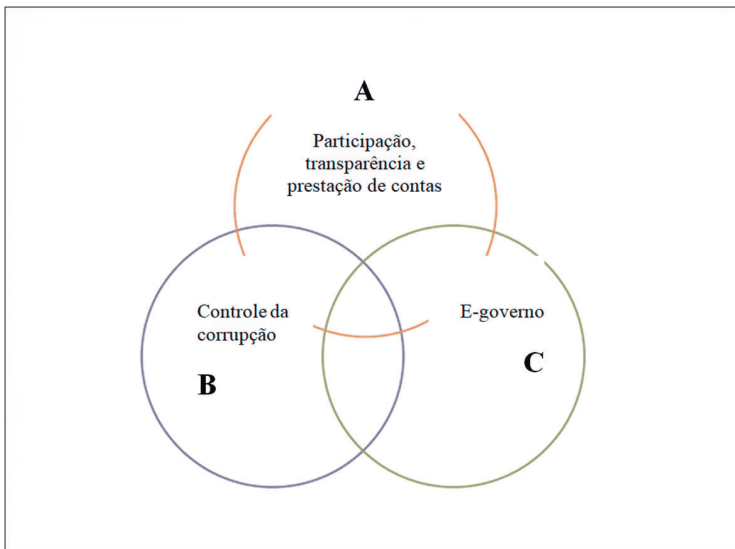 A
Participação,
transparência e
prestação de contas
Controle da
corrupção
B
E-governo
C